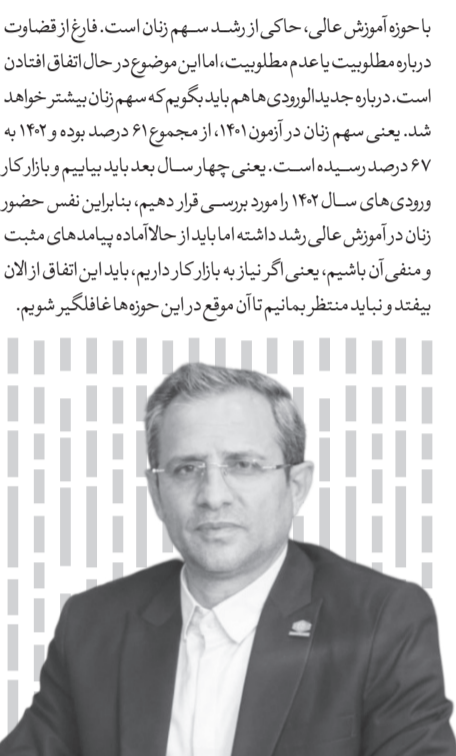 با حوزه آموزش عالی، حاکی از رشد سهم زنان است. فارغ از قضاوت
درباره مطلوبیت یا عدم مطلوبیت، اما این موضوع در حال اتفاق افتادن
است. درباره جدیدالورودی‌ها هم باید بگویم که سهم زنان بیشتر خواهد
شد. یعنی سهم زنان در آزمون ۱۴۰۱، از مجموع ۶۱ درصد بوده و ۱۴۰۲ به
۶۷ درصد رسیده است. یعنی چهار سال بعد باید بیاییم و بازار کار
ورودی‌های سال ۱۴۰۲ را مورد بررسی قرار دهیم، بنابراین نفس حضور
زنان در آموزش عالی رشد داشته اما باید از حالا آماده پیامدهای مثبت
و منفی آن باشیم، یعنی اگر نیاز به بازار کار داریم، باید این اتفاق از الان
بیفتد و نباید منتظر بمانیم تا آن موقع در این حوزه‌ها غافلگیر شویم.